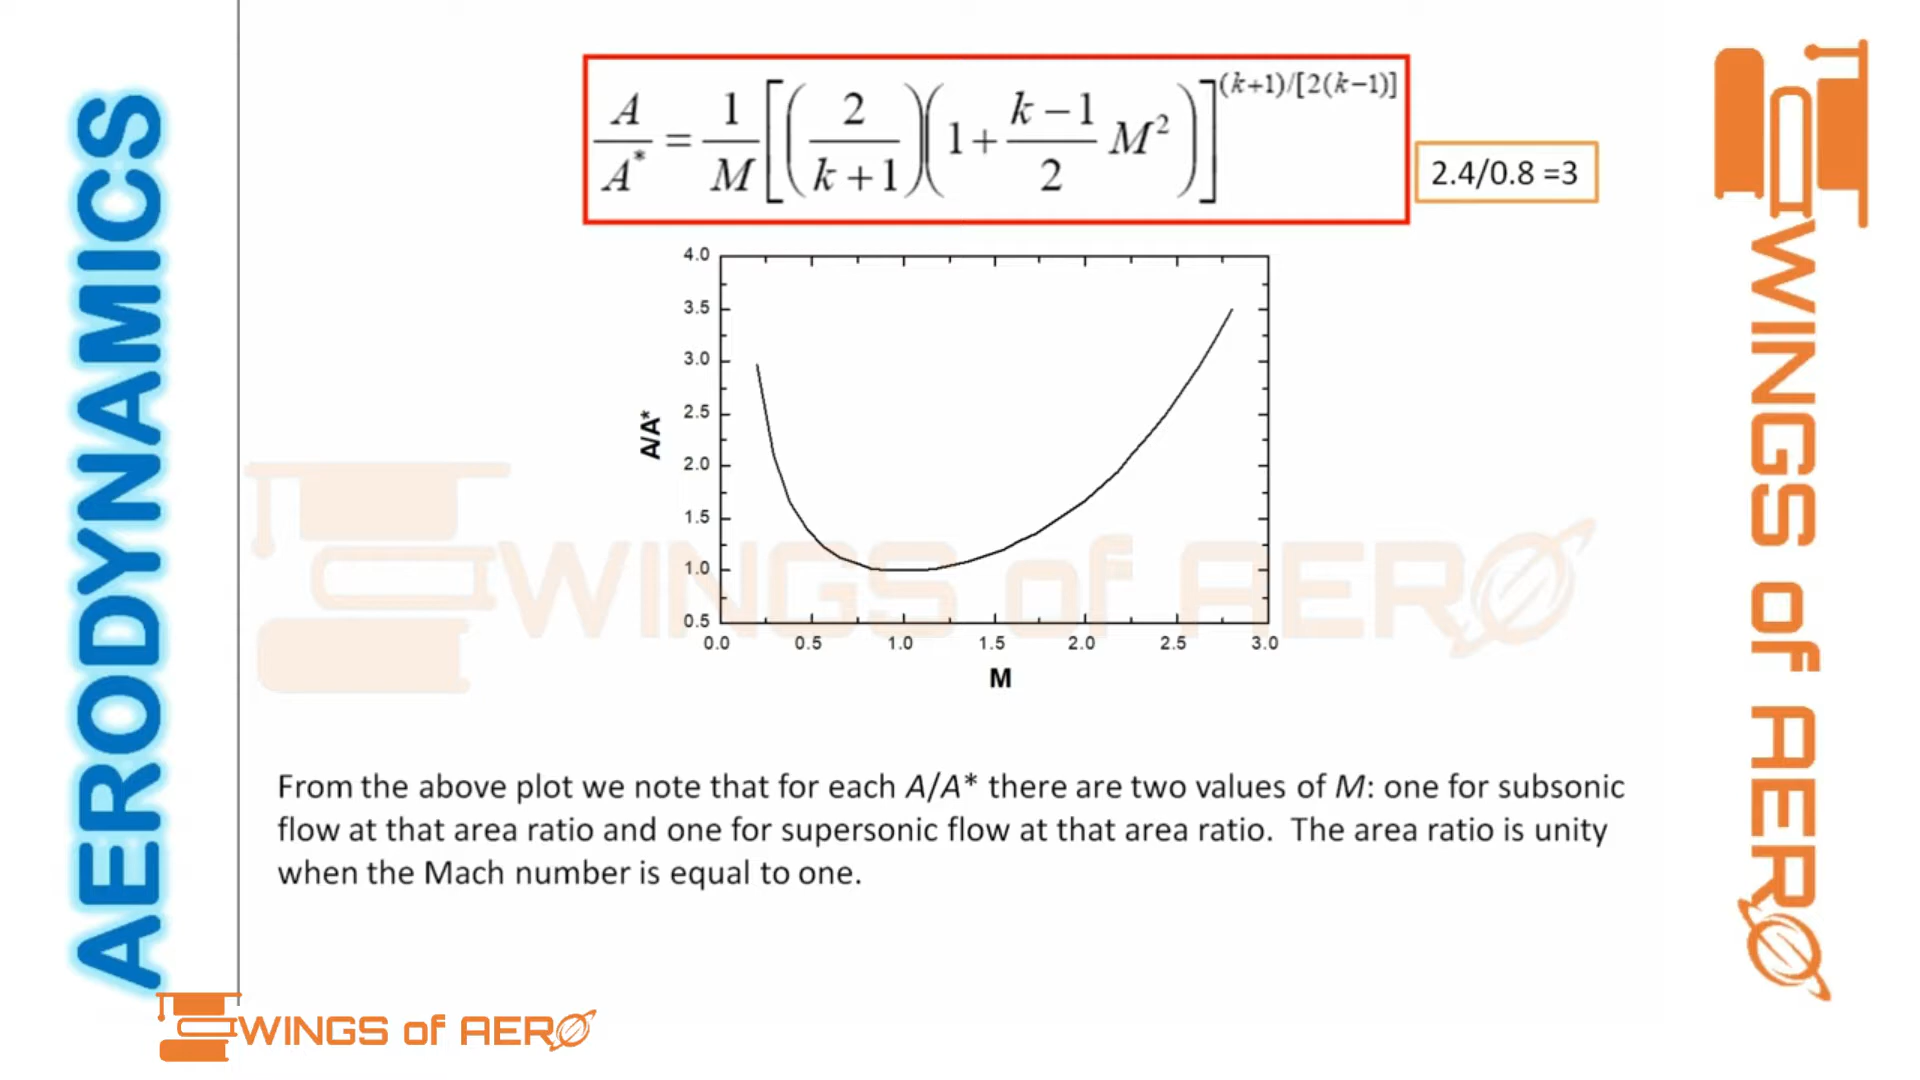 AERODYNAMICS
A/A* = 1/M [(2/(k+1))(1+ (k−1)/2 M²)]^(k+1)/[2(k−1)]
2.4/0.8 =3
4.0
3.5
3.0
2.5
2.0
1.5
1.0
0.5
A/A*
0.0 0.5 1.0 1.5 2.0 2.5 3.0
M
WINGS of AERO
From the above plot we note that for each A/A* there are two values of M: one for subsonic
flow at that area ratio and one for supersonic flow at that area ratio. The area ratio is unity
when the Mach number is equal to one.
WINGS of AERO
WINGS of AERO